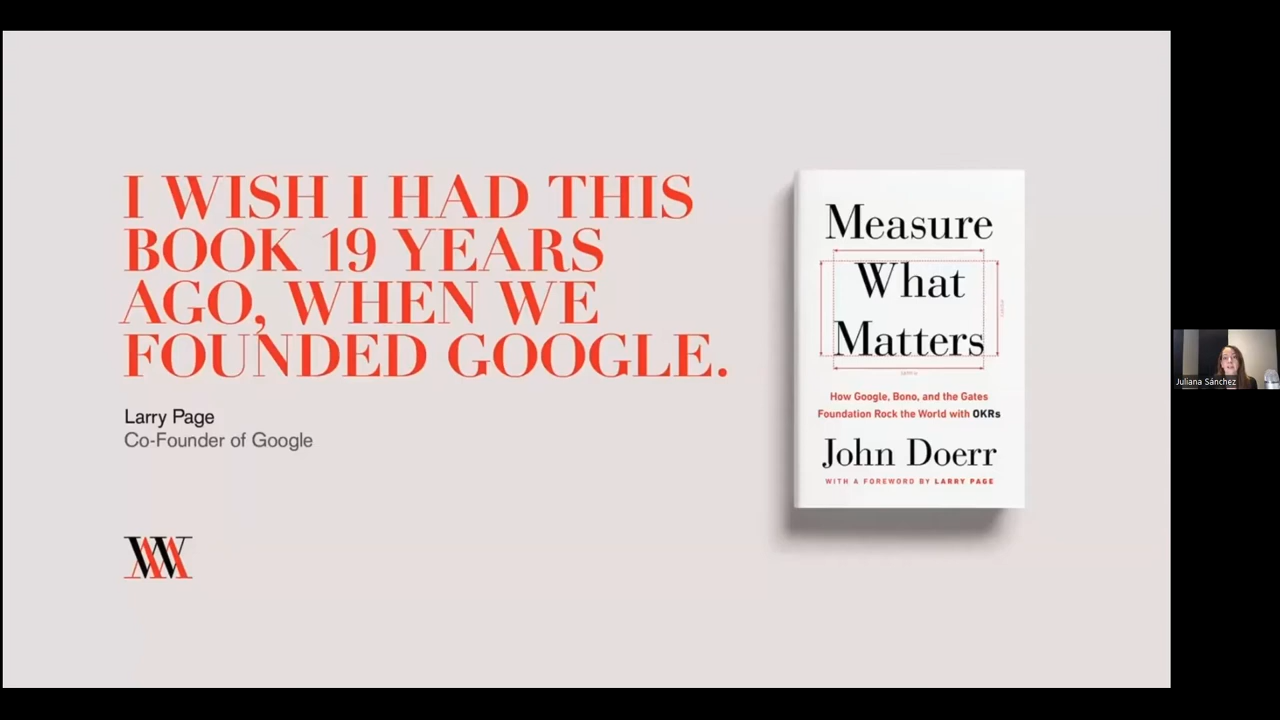 I WISH I HAD THIS
BOOK 19 YEARS
AGO, WHEN WE
FOUNDED GOOGLE.
Larry Page
Co-Founder of Google
Measure
What
Matters
How Google, Bono, and the Gates
Foundation Rock the World with OKRs
John Doerr
WITH A FOREWORD BY LARRY PAGE
Juliana Sánchez